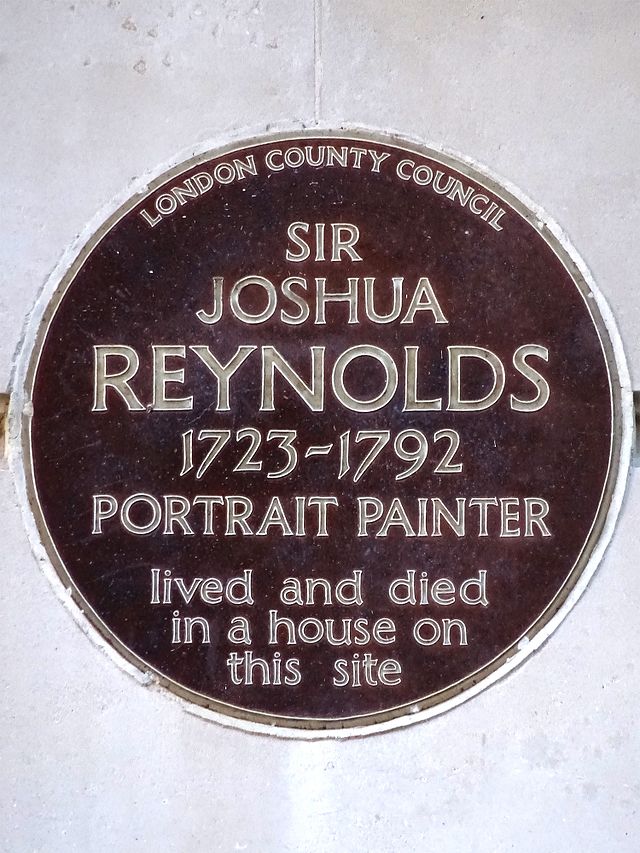 LONDON COUNTY COUNCIL
SIR
JOSHUA
REYNOLDS
1723-1792
PORTRAIT PAINTER
lived and died
in a house on
this site